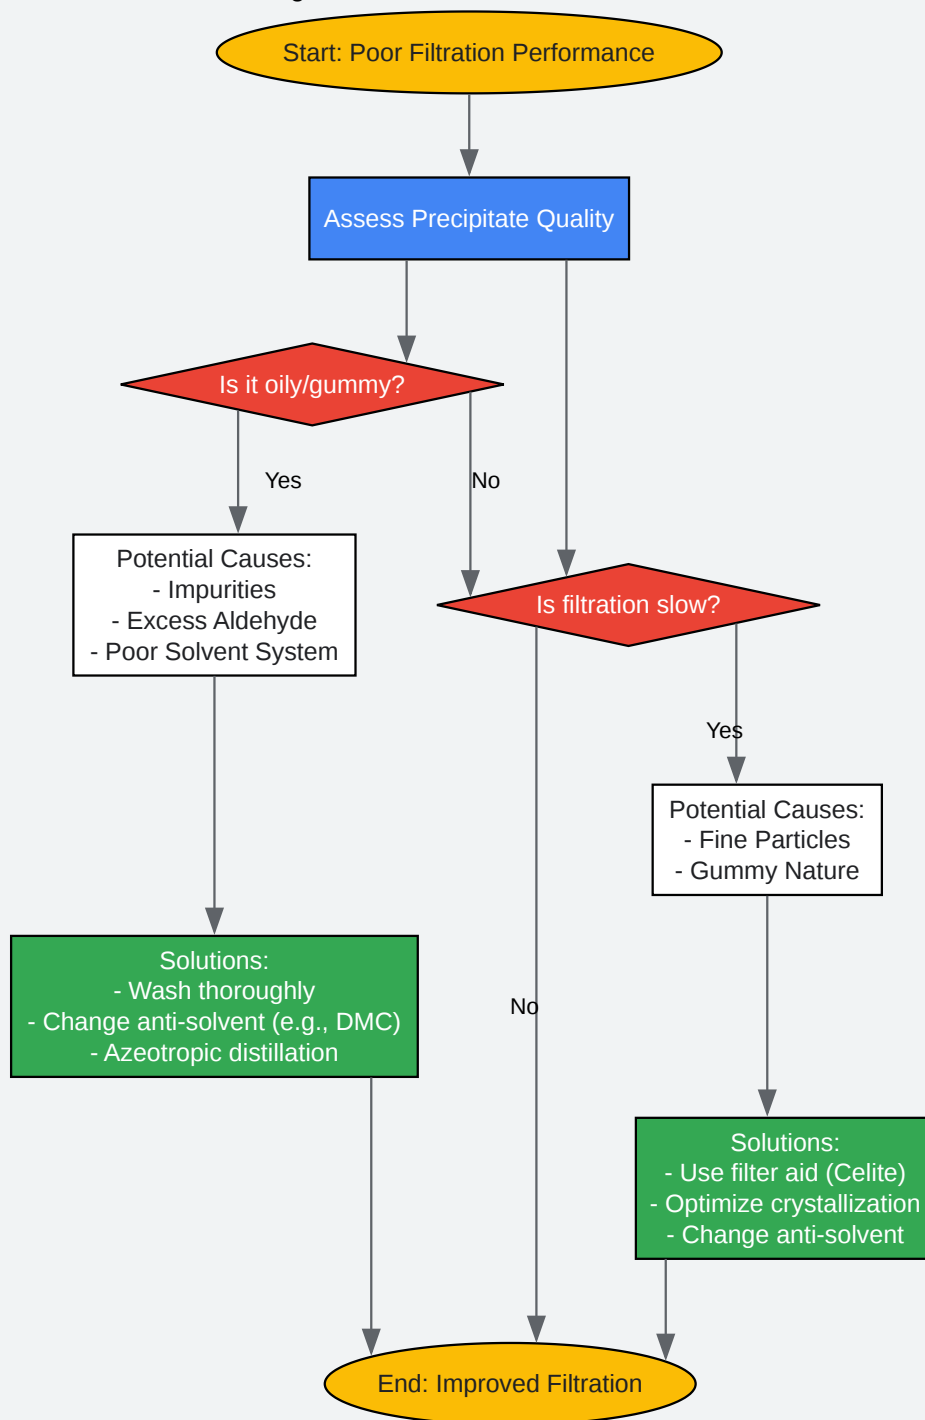 Start: Poor Filtration Performance
Assess Precipitate Quality
Is it oily/gummy?
Yes
No
Potential Causes:
- Impurities
- Excess Aldehyde
- Poor Solvent System
Is filtration slow?
Yes
Potential Causes:
- Fine Particles
- Gummy Nature
Solutions:
- Wash thoroughly
- Change anti-solvent (e.g., DMC)
- Azeotropic distillation
No
Solutions:
- Use filter aid (Celite)
- Optimize crystallization
- Change anti-solvent
End: Improved Filtration